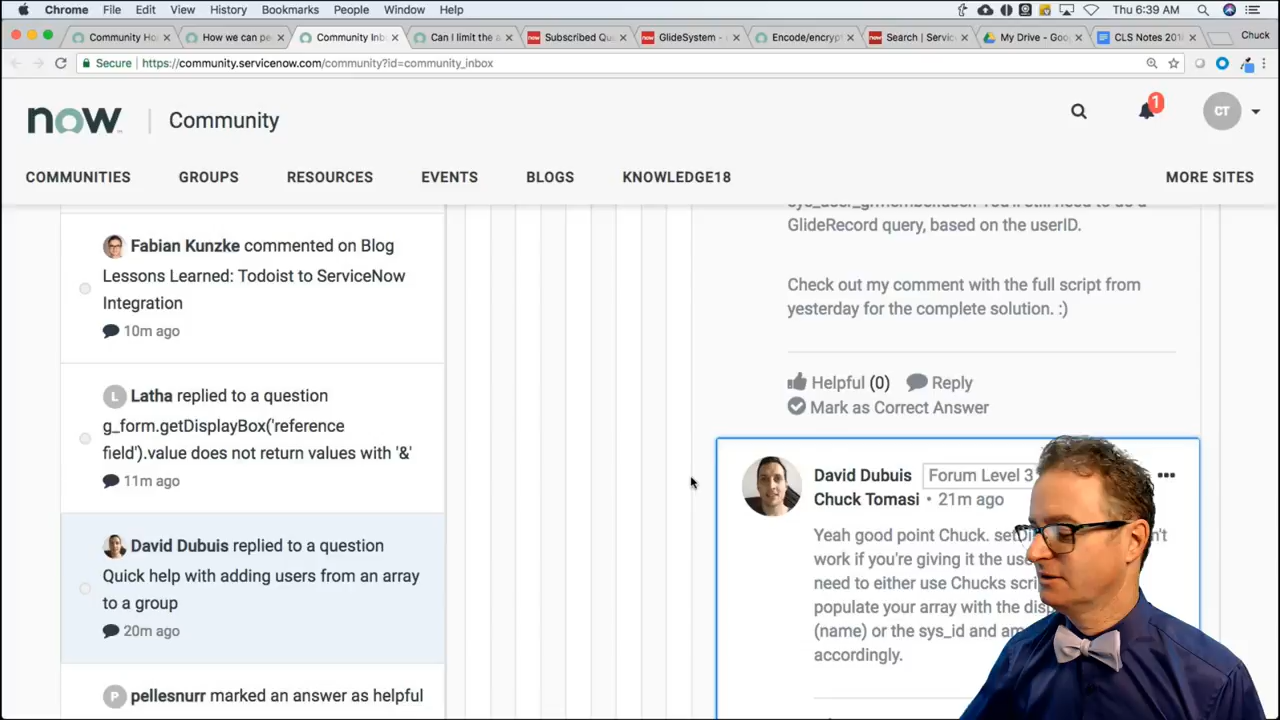 Chrome File Edit View History Bookmarks People Window Help Thu 6:39 AM
Community Ho How we can pe Community Inb Can I limit the a Subscribed Qu GlideSystem - Encode/encryp Search | Servic My Drive - Goo CLS Notes 201 Chuck
Secure https://community.servicenow.com/community?id=community_inbox
now Community
1
CT
COMMUNITIES GROUPS RESOURCES EVENTS BLOGS KNOWLEDGE18 MORE SITES
Fabian Kunzke commented on Blog
Lessons Learned: Todoist to ServiceNow
Integration
10m ago
Latha replied to a question
g_form.getDisplayBox('reference
field').value does not return values with '&'
11m ago
David Dubuis replied to a question
Quick help with adding users from an array
to a group
20m ago
pellesnurr marked an answer as helpful
GlideRecord query, based on the userID.
Check out my comment with the full script from
yesterday for the complete solution. :)
Helpful (0) Reply
Mark as Correct Answer
David Dubuis Forum Level 3
Chuck Tomasi • 21m ago
Yeah good point Chuck.
work if you're giving it the
need to either use Chucks
populate your array with the
(name) or the sys_id and
accordingly.